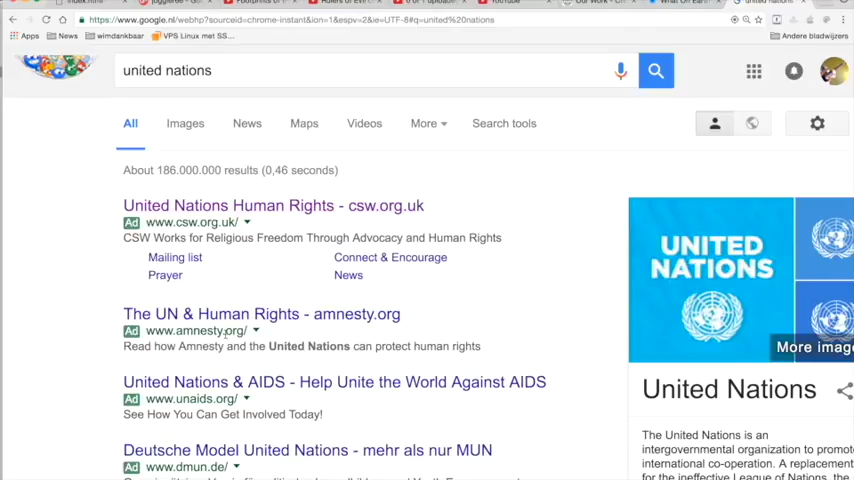 https://www.google.nl/webhp?sourceid=chrome-instant&ion=1&espv=2&ie=UTF-8#q=united%20nations
Apps News wimdankbaar VPS Linux met SS... Andere bladwijzers
united nations
All Images News Maps Videos More Search tools
About 186.000.000 results (0,46 seconds)
United Nations Human Rights - csw.org.uk
Ad www.csw.org.uk/
CSW Works for Religious Freedom Through Advocacy and Human Rights
Mailing list Connect & Encourage
Prayer News
The UN & Human Rights - amnesty.org
Ad www.amnesty.org/
Read how Amnesty and the United Nations can protect human rights
United Nations & AIDS - Help Unite the World Against AIDS
Ad www.unaids.org/
See How You Can Get Involved Today!
Deutsche Model United Nations - mehr als nur MUN
Ad www.dmun.de/
UNITED
NATIONS
More image
United Nations
The United Nations is an
intergovernmental organization to promote
international co-operation. A replacement
for the ineffective League of Nations, the